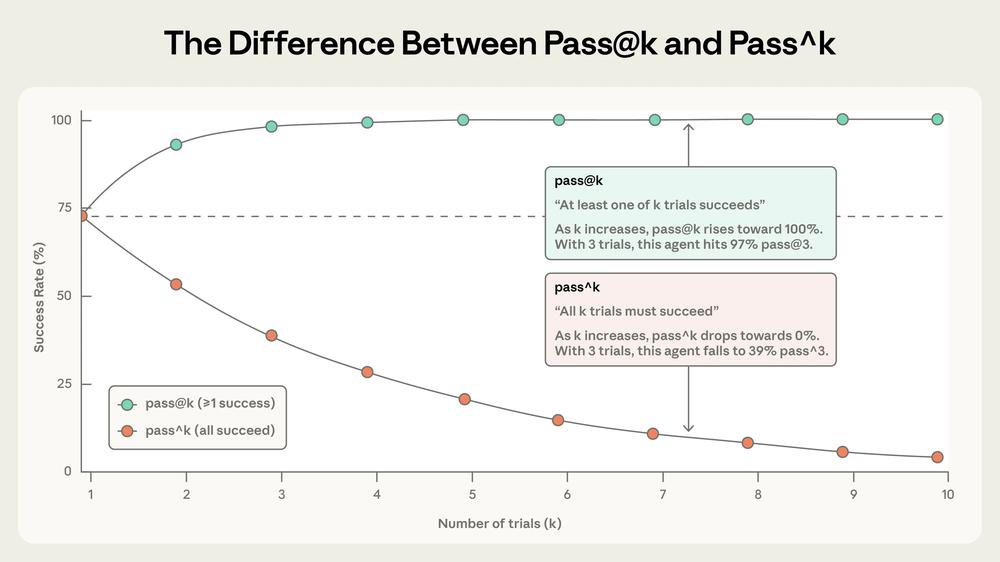 The Difference Between Pass@k and Pass^k
100
75
50
25
0
Success Rate (%)
pass@k
“At least one of k trials succeeds”
As k increases, pass@k rises toward 100%.
With 3 trials, this agent hits 97% pass@3.
pass^k
“All k trials must succeed”
As k increases, pass^k drops towards 0%.
With 3 trials, this agent falls to 39% pass^3.
pass@k (≥1 success)
pass^k (all succeed)
1 2 3 4 5 6 7 8 9 10
Number of trials (k)